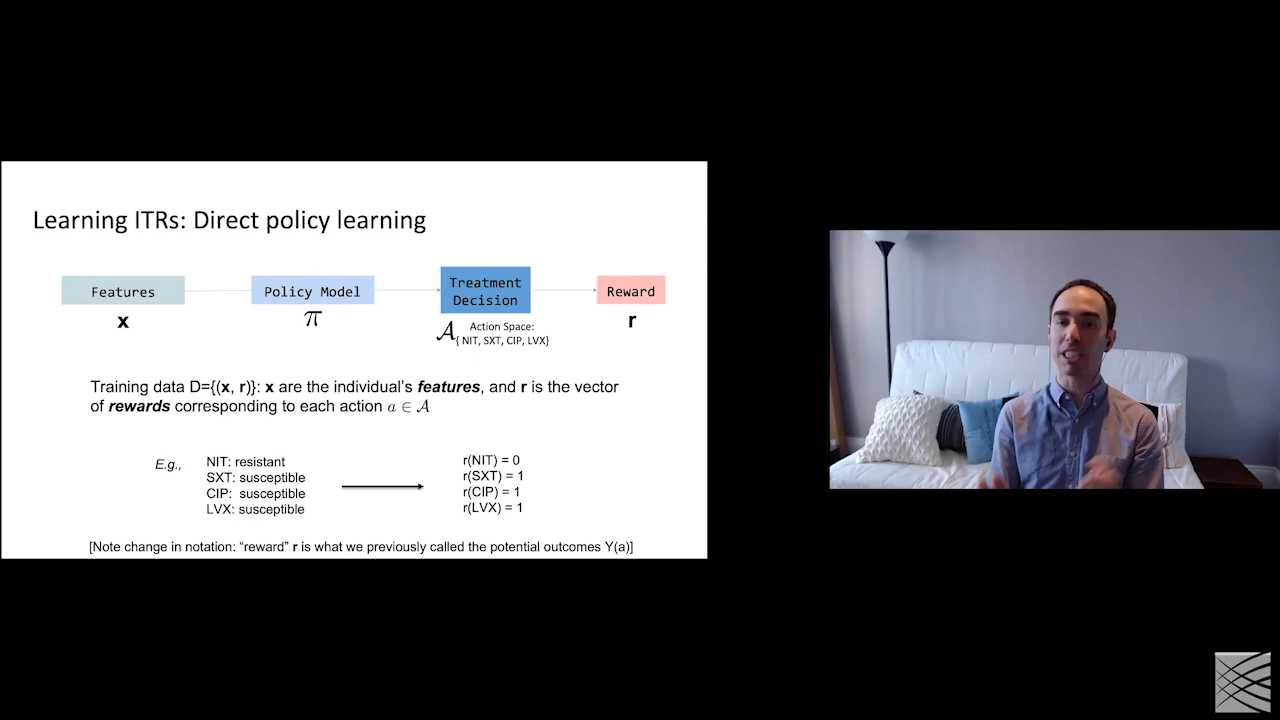 Learning ITRs: Direct policy learning
Features
Policy Model
Treatment
Decision
Reward
x
π
𝒜
Action Space:
{ NIT, SXT, CIP, LVX}
r
Training data D={(x, r)}: x are the individual's features, and r is the vector
of rewards corresponding to each action a ∈ 𝒜
E.g.,
NIT: resistant
SXT: susceptible
CIP: susceptible
LVX: susceptible
r(NIT) = 0
r(SXT) = 1
r(CIP) = 1
r(LVX) = 1
[Note change in notation: “reward” r is what we previously called the potential outcomes Y(a)]